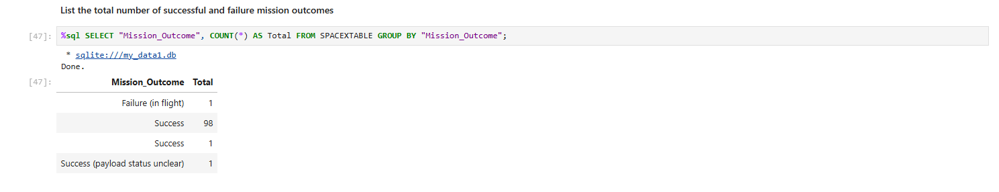 List the total number of successful and failure mission outcomes
[47]: %sql SELECT "Mission_Outcome", COUNT(*) AS Total FROM SPACEXTABLE GROUP BY "Mission_Outcome";
* sqlite:///my_data1.db
Done.
[47]: Mission_Outcome Total
Failure (in flight) 1
Success 98
Success 1
Success (payload status unclear) 1